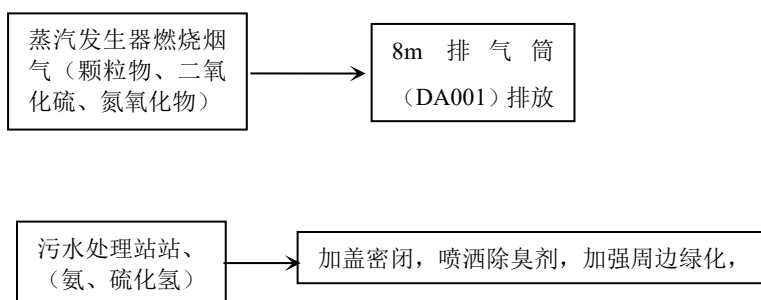 蒸汽发生器燃烧烟
气（颗粒物、二氧
化硫、氮氧化物）
8m 排 气 筒
（DA001）排放
污水处理站站、
（氨、硫化氢）
加盖密闭，喷洒除臭剂，加强周边绿化，